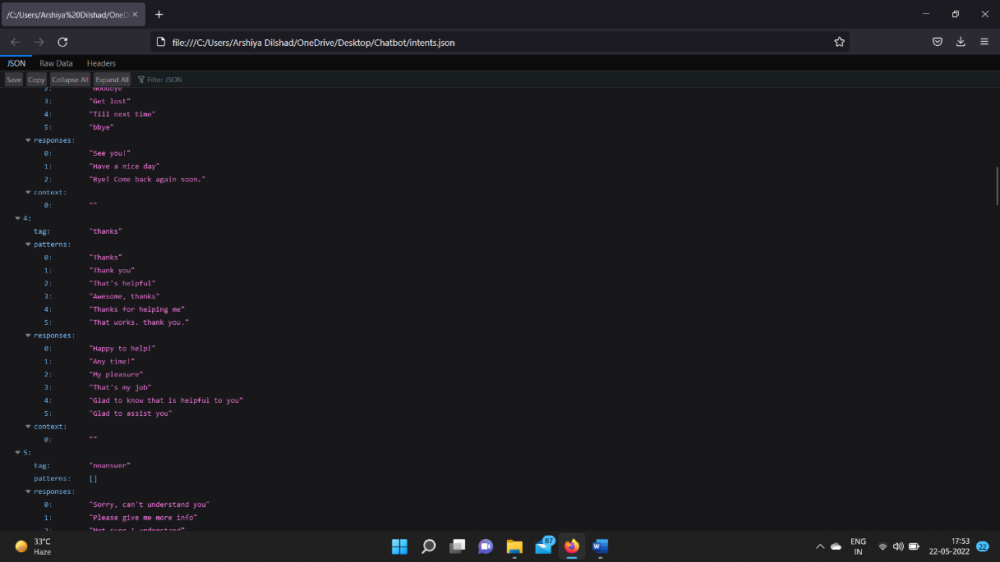 /C:/Users/Arshiya%20Dilshad/OneD
file:///C:/Users/Arshiya Dilshad/OneDrive/Desktop/Chatbot/intents.json
JSON Raw Data Headers
Save Copy Collapse All Expand All Filter JSON
2: "Goodbye"
3: "Get lost"
4: "Till next time"
5: "bbye"
responses:
0: "See you!"
1: "Have a nice day"
2: "Bye! Come back again soon."
context:
0: ""
4:
tag: "thanks"
patterns:
0: "Thanks"
1: "Thank you"
2: "That's helpful"
3: "Awesome, thanks"
4: "Thanks for helping me"
5: "That works, thank you."
responses:
0: "Happy to help!"
1: "Any time!"
2: "My pleasure"
3: "That's my job"
4: "Glad to know that is helpful to you"
5: "Glad to assist you"
context:
0: ""
5:
tag: "noanswer"
patterns: []
responses:
0: "Sorry, can't understand you"
1: "Please give me more info"
2: "Not sure I understand"
33°C
Haze
87
W
ENG
IN
17:53
22-05-2022
22